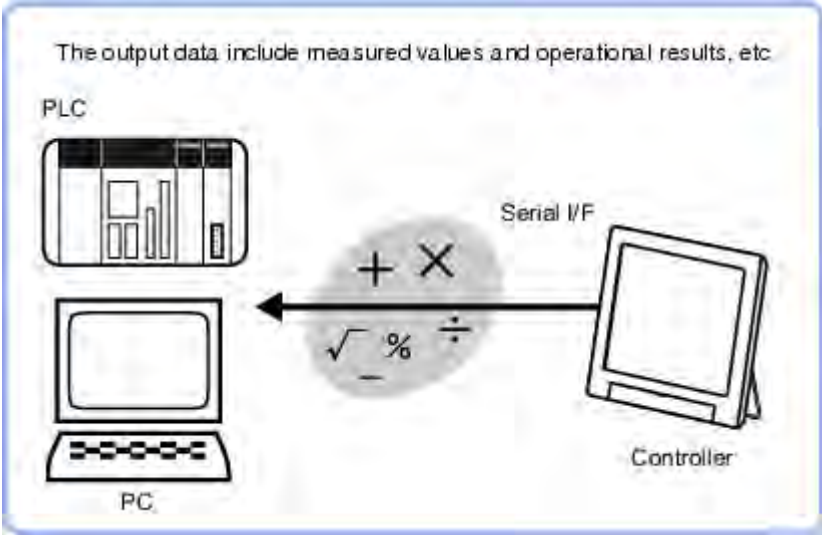 The output data include measured values and operational results, etc
PLC
Serial I/F
+ ×
√ % ÷
−
Controller
PC